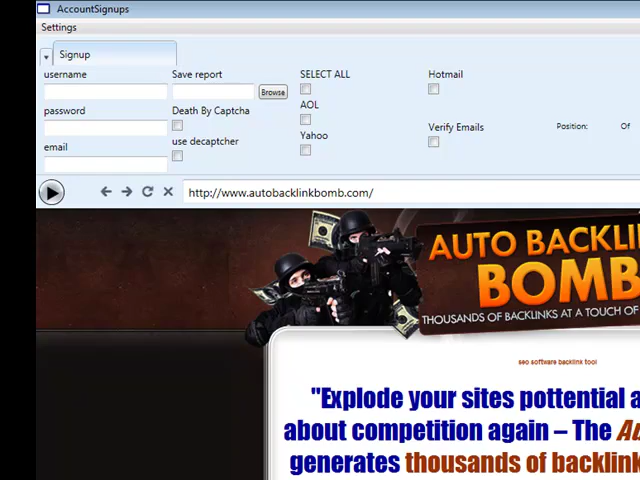 AccountSignups
Settings
Signup
username
Save report
SELECT ALL
Hotmail
Browse
AOL
password
Death By Captcha
Verify Emails
Position:
Of
Yahoo
use decaptcher
email
http://www.autobacklinkbomb.com/
AUTO BACKLI
BOMB
THOUSANDS OF BACKLINKS AT A TOUCH OF
seo software backlink tool
"Explode your sites pottential a
about competition again – The Au
generates thousands of backlink